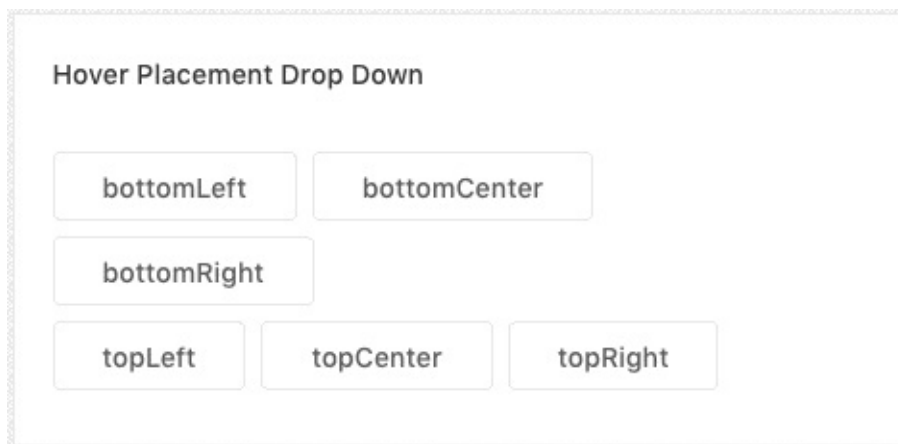 Hover Placement Drop Down
bottomLeft bottomCenter
bottomRight
topLeft topCenter topRight